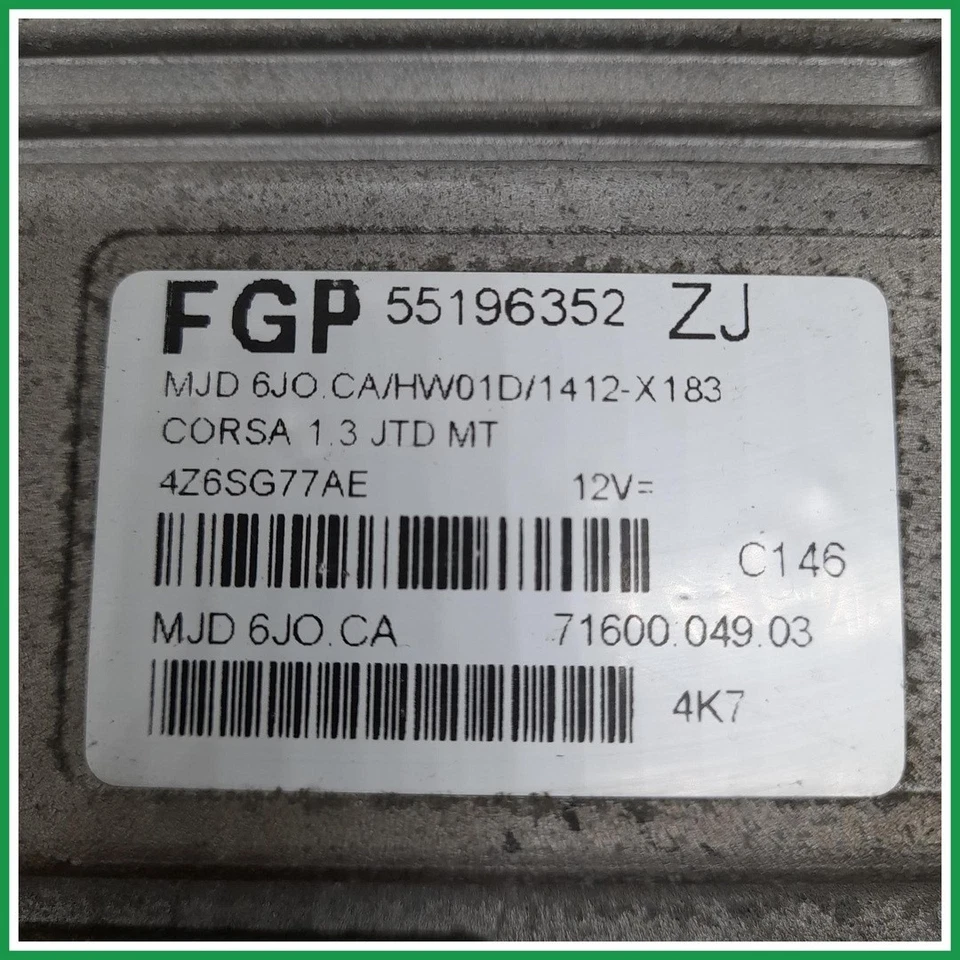 FGP 55196352 ZJ
MJD 6JO.CA/HW01D/1412-X183
CORSA 1.3 JTD MT
4Z6SG77AE 12V=
C146
MJD 6JO.CA 71600.049.03
4K7